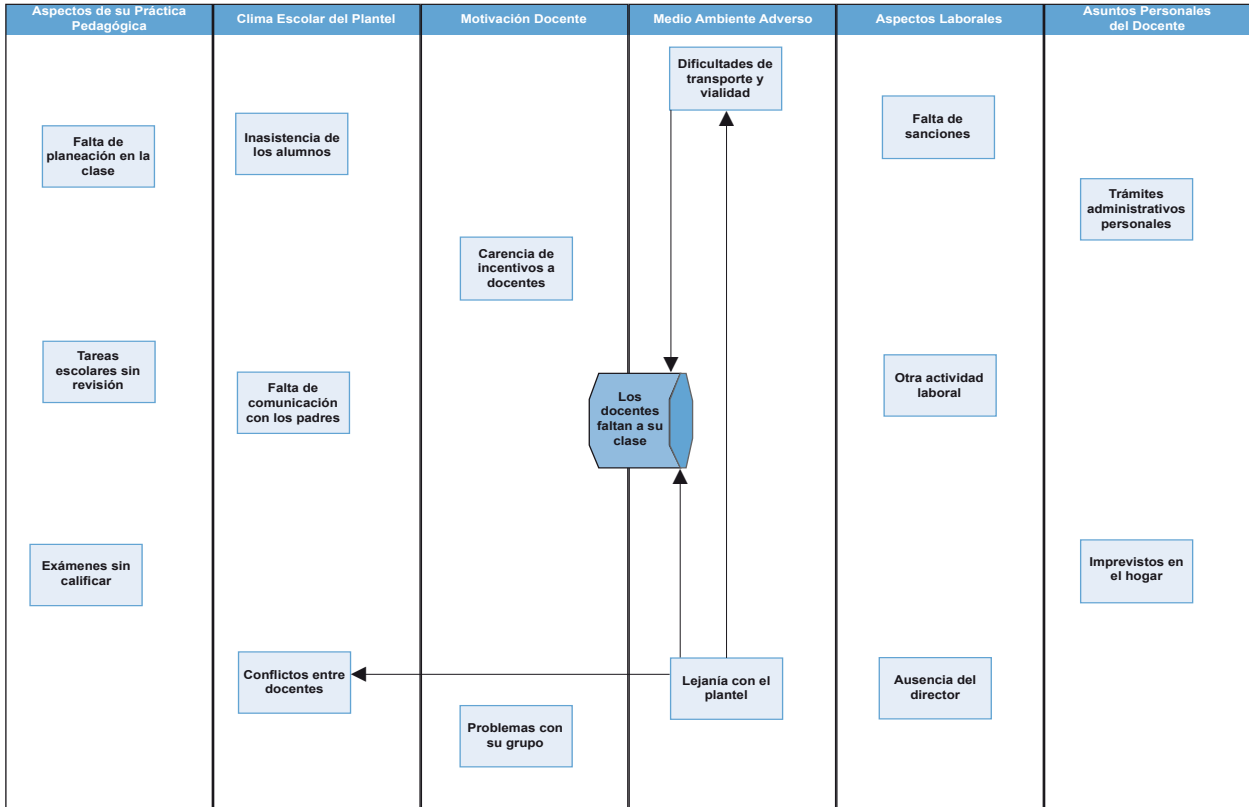 Aspectos de su Práctica
Pedagógica
Clima Escolar del Plantel
Motivación Docente
Medio Ambiente Adverso
Aspectos Laborales
Asuntos Personales
del Docente
Falta de
planeación en la
clase
Tareas
escolares sin
revisión
Exámenes sin
calificar
Inasistencia de
los alumnos
Falta de
comunicación
con los padres
Conflictos entre
docentes
Carencia de
incentivos a
docentes
Problemas con
su grupo
Dificultades de
transporte y
vialidad
Los
docentes
faltan a su
clase
Lejanía con el
plantel
Falta de
sanciones
Otra actividad
laboral
Ausencia del
director
Trámites
administrativos
personales
Imprevistos en
el hogar